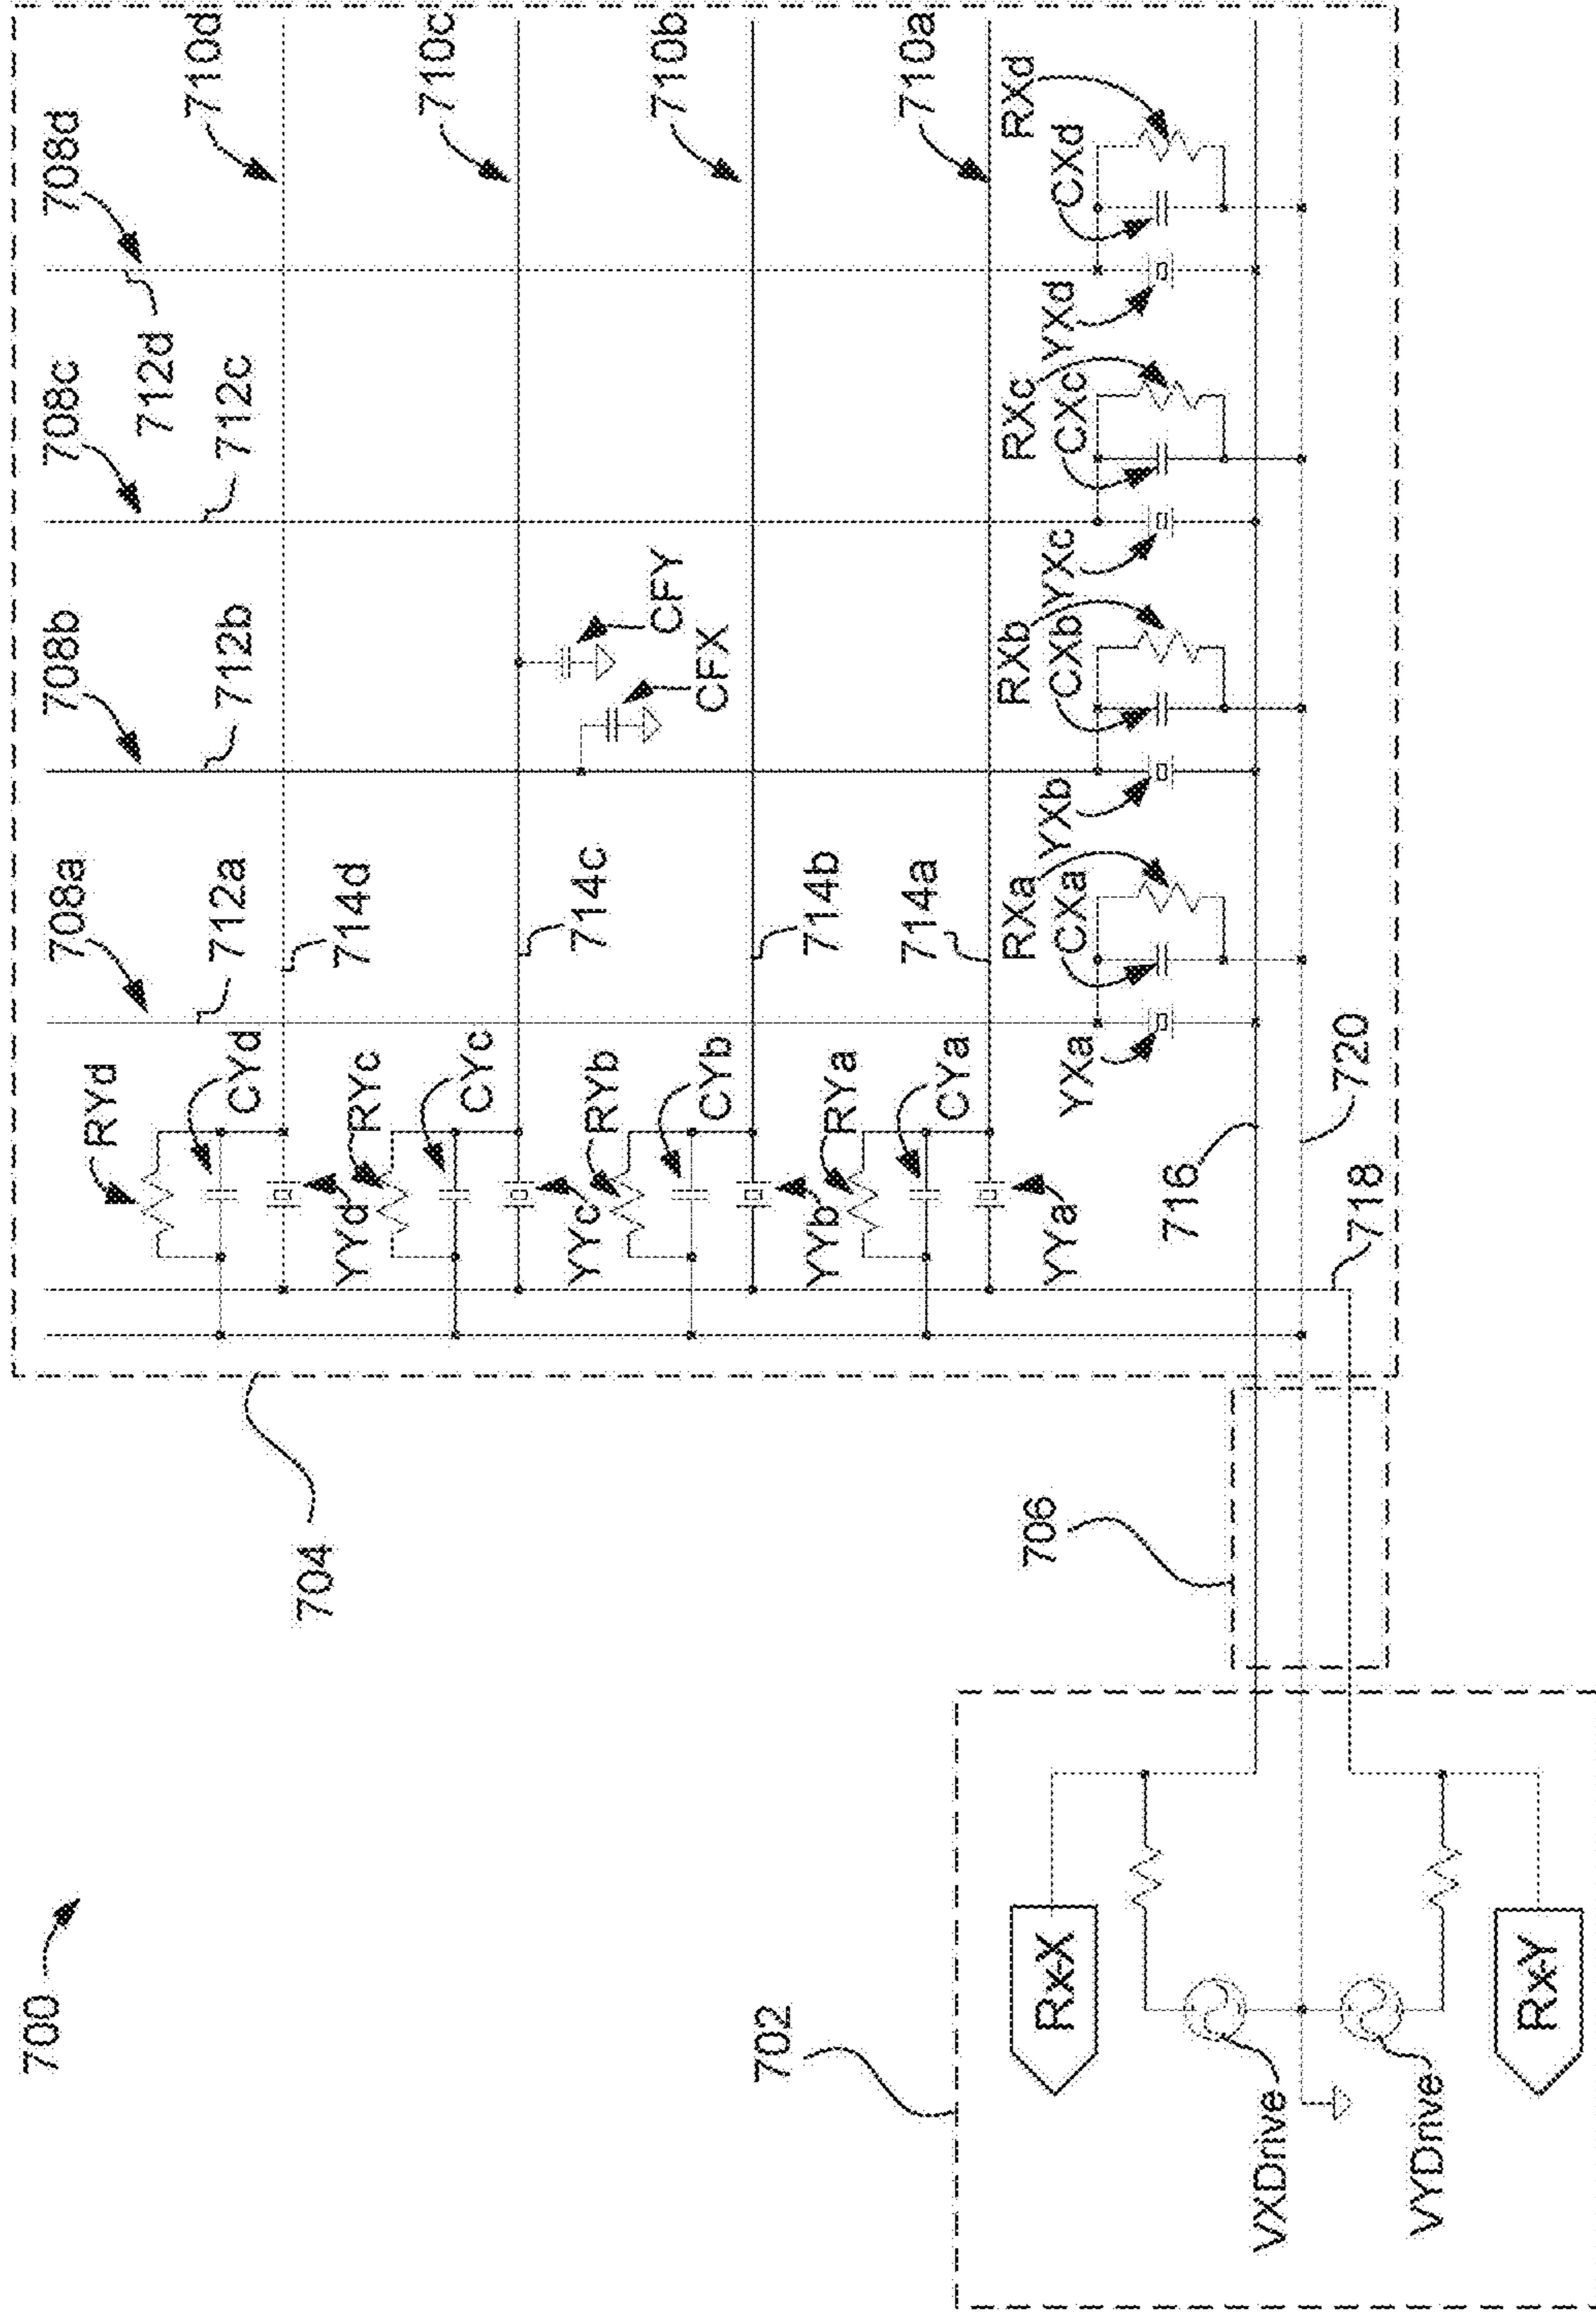 700
702
704
706
708a
708b
708c
708d
712a
712b
712c
712d
710d
710c
710b
710a
714d
714c
714b
714a
RYd
CYd
YYd
RYc
CYc
YYc
RYb
CYb
YYb
RYa
CYa
YYa
CFY
CFX
RXa
CXa
YXa
RXb
CXb
YXb
RXc
CXc
YXc
RXd
CXd
YXd
716
720
718
Rx-X
VXDrive
VYDrive
Rx-Y